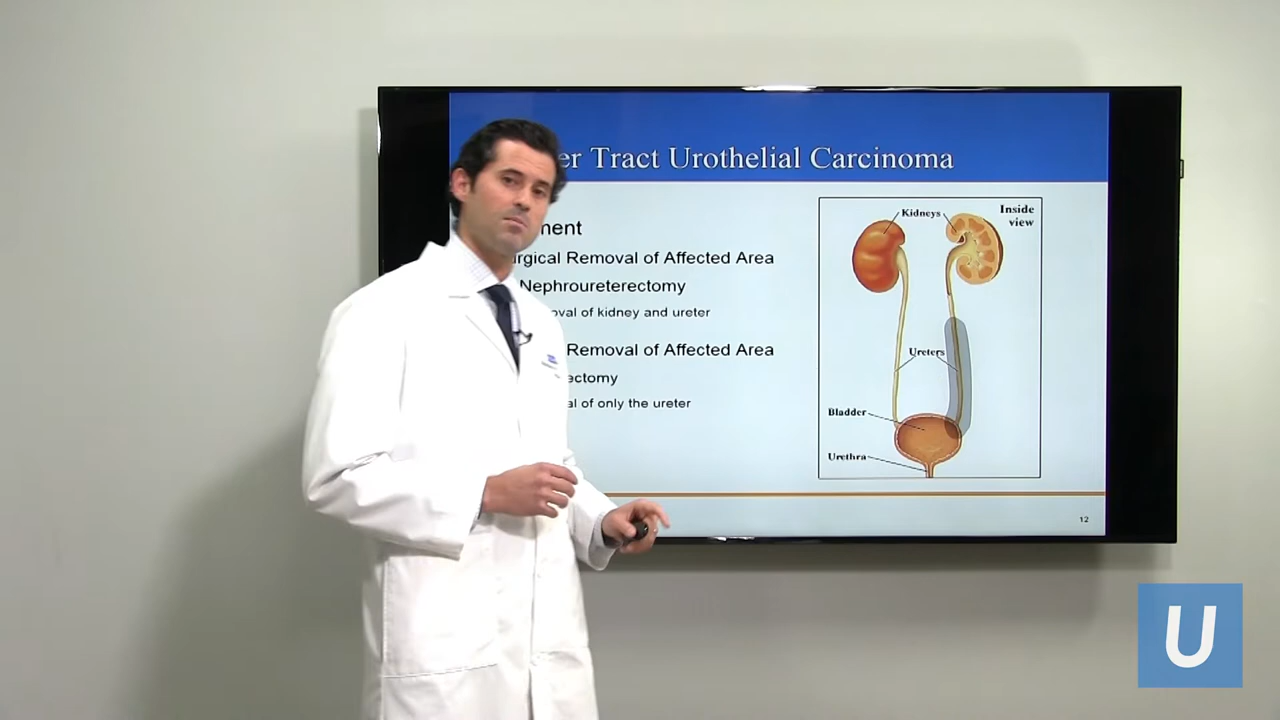 er Tract Urothelial Carcinoma
ment
rgical Removal of Affected Area
Nephroureterectomy
oval of kidney and ureter
Removal of Affected Area
ectomy
al of only the ureter
Kidneys
Inside
view
Ureters
Bladder
Urethra
12
U